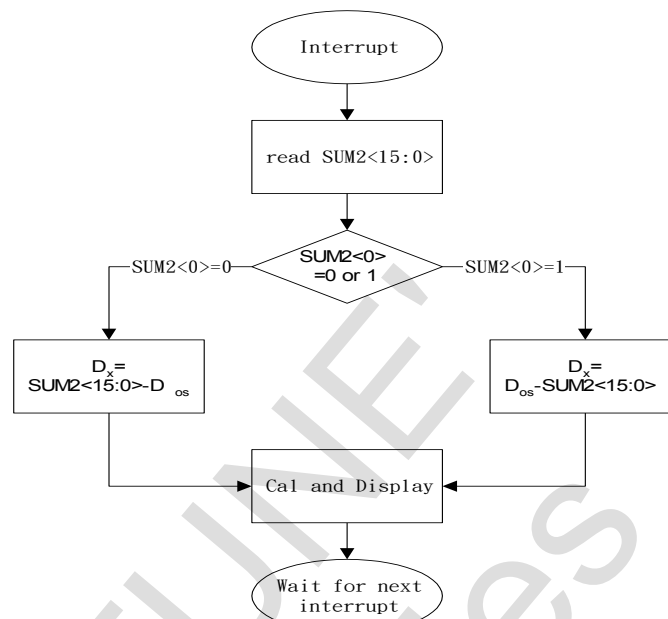 Interrupt
read SUM2<15:0>
SUM2<0>
=0 or 1
SUM2<0>=0
SUM2<0>=1
Dx=
SUM2<15:0>-D os
Dx=
Dos-SUM2<15:0>
Cal and Display
Wait for next
interrupt